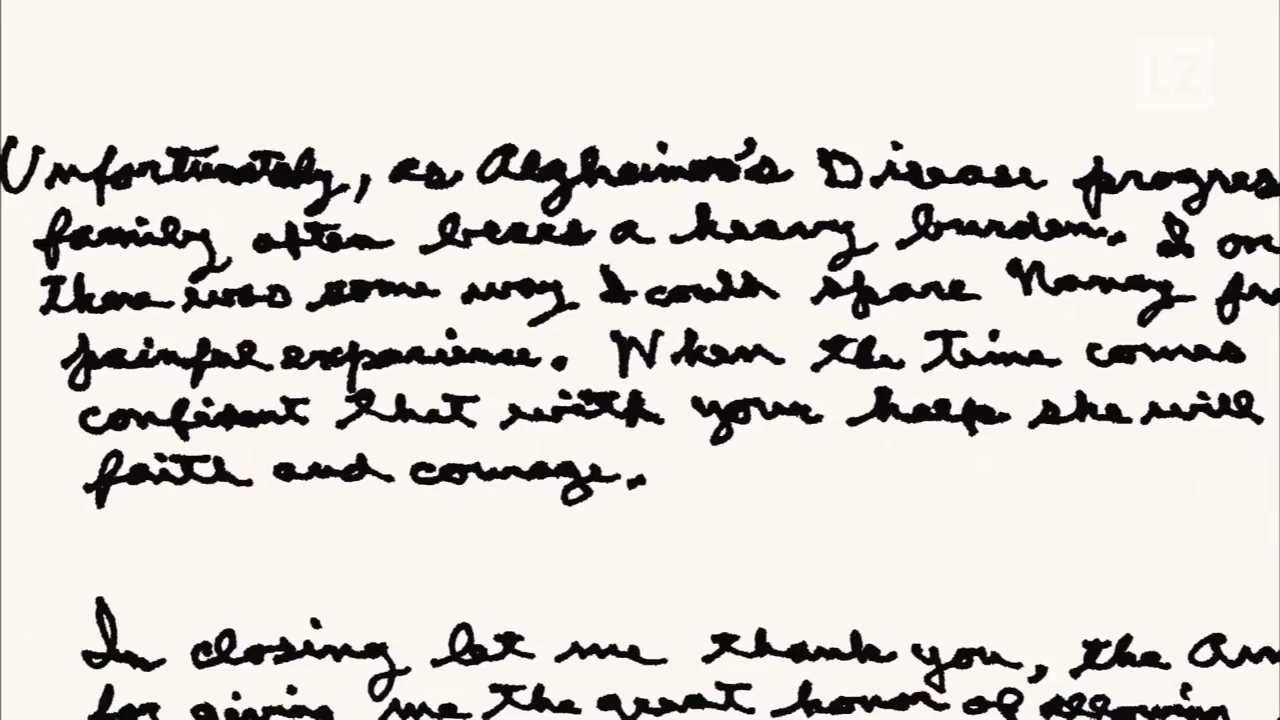 LZ
Unfortunately, as Alzheimer's Disease progres
family often bears a heavy burden. I on
there was some way I could spare Nancy fr
painful experience. When the time comes
confident that with your help she will
faith and courage.
In closing let me thank you, the Am
for giving me the great honor of allowing